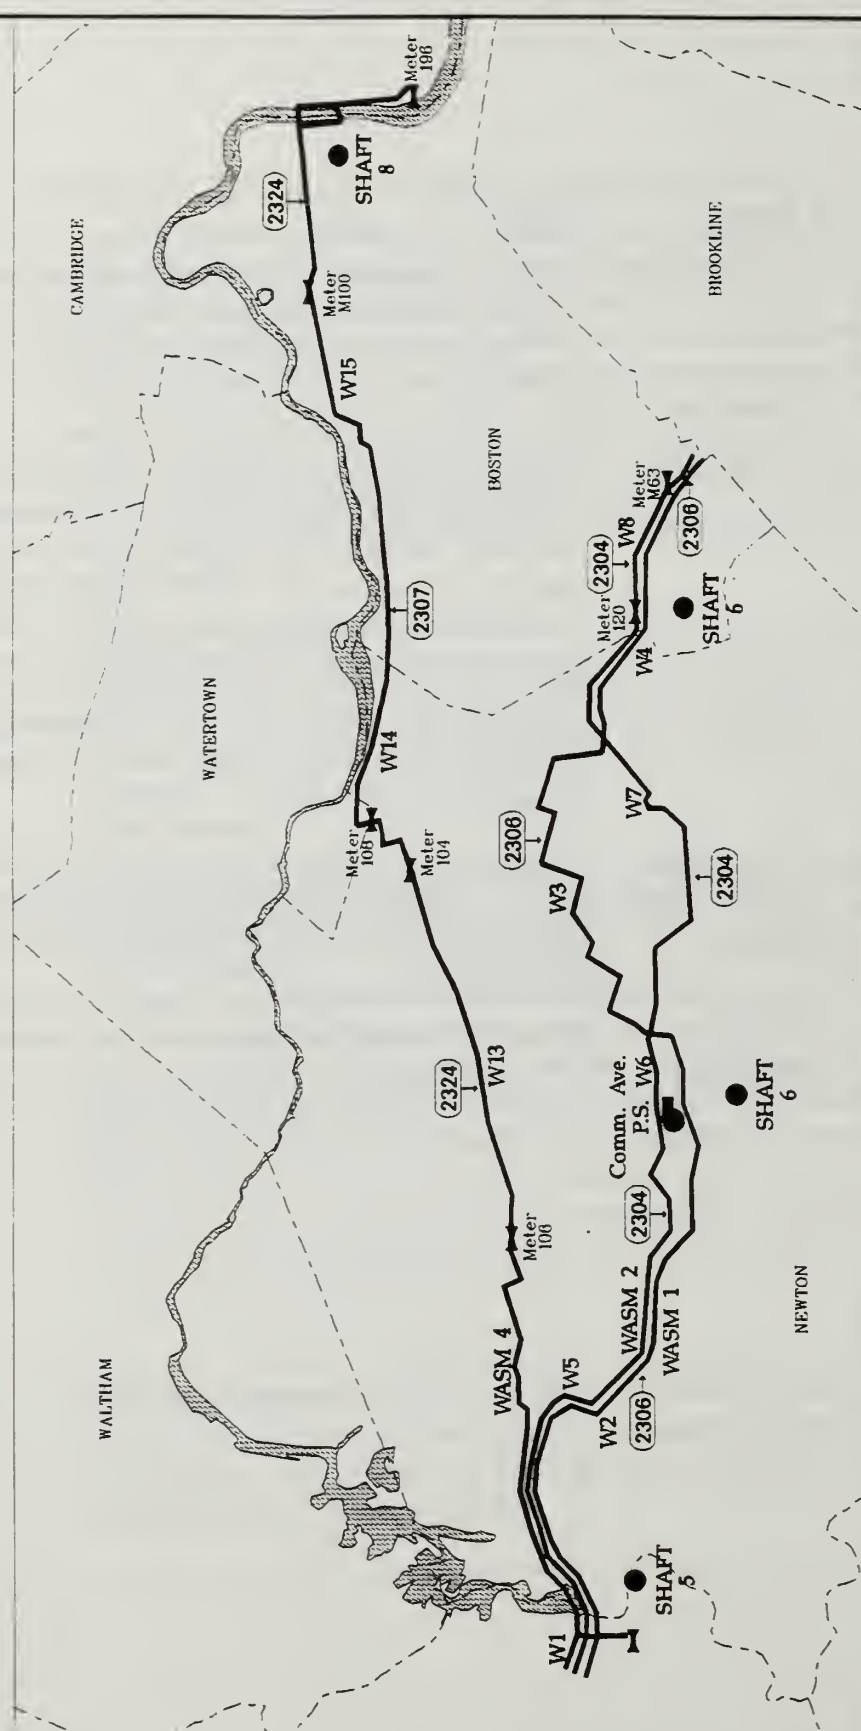 WALTHAM
WATERTOWN
CAMBRIDGE
W1
WASM 4
Meter
106
2324
W13
Meter
108
Meter
104
W14
2307
W15
Meter
M100
2324
SHAFT
8
Meter
196
BOSTON
BROOKLINE
SHAFT
5
W2
W5
2306
WASM 2
WASM 1
2304
Comm. Ave.
P.S.
W6
SHAFT
6
W3
2306
W7
2304
W4
Meter
120
2304
W8
Meter
M63
2306
SHAFT
6
NEWTON